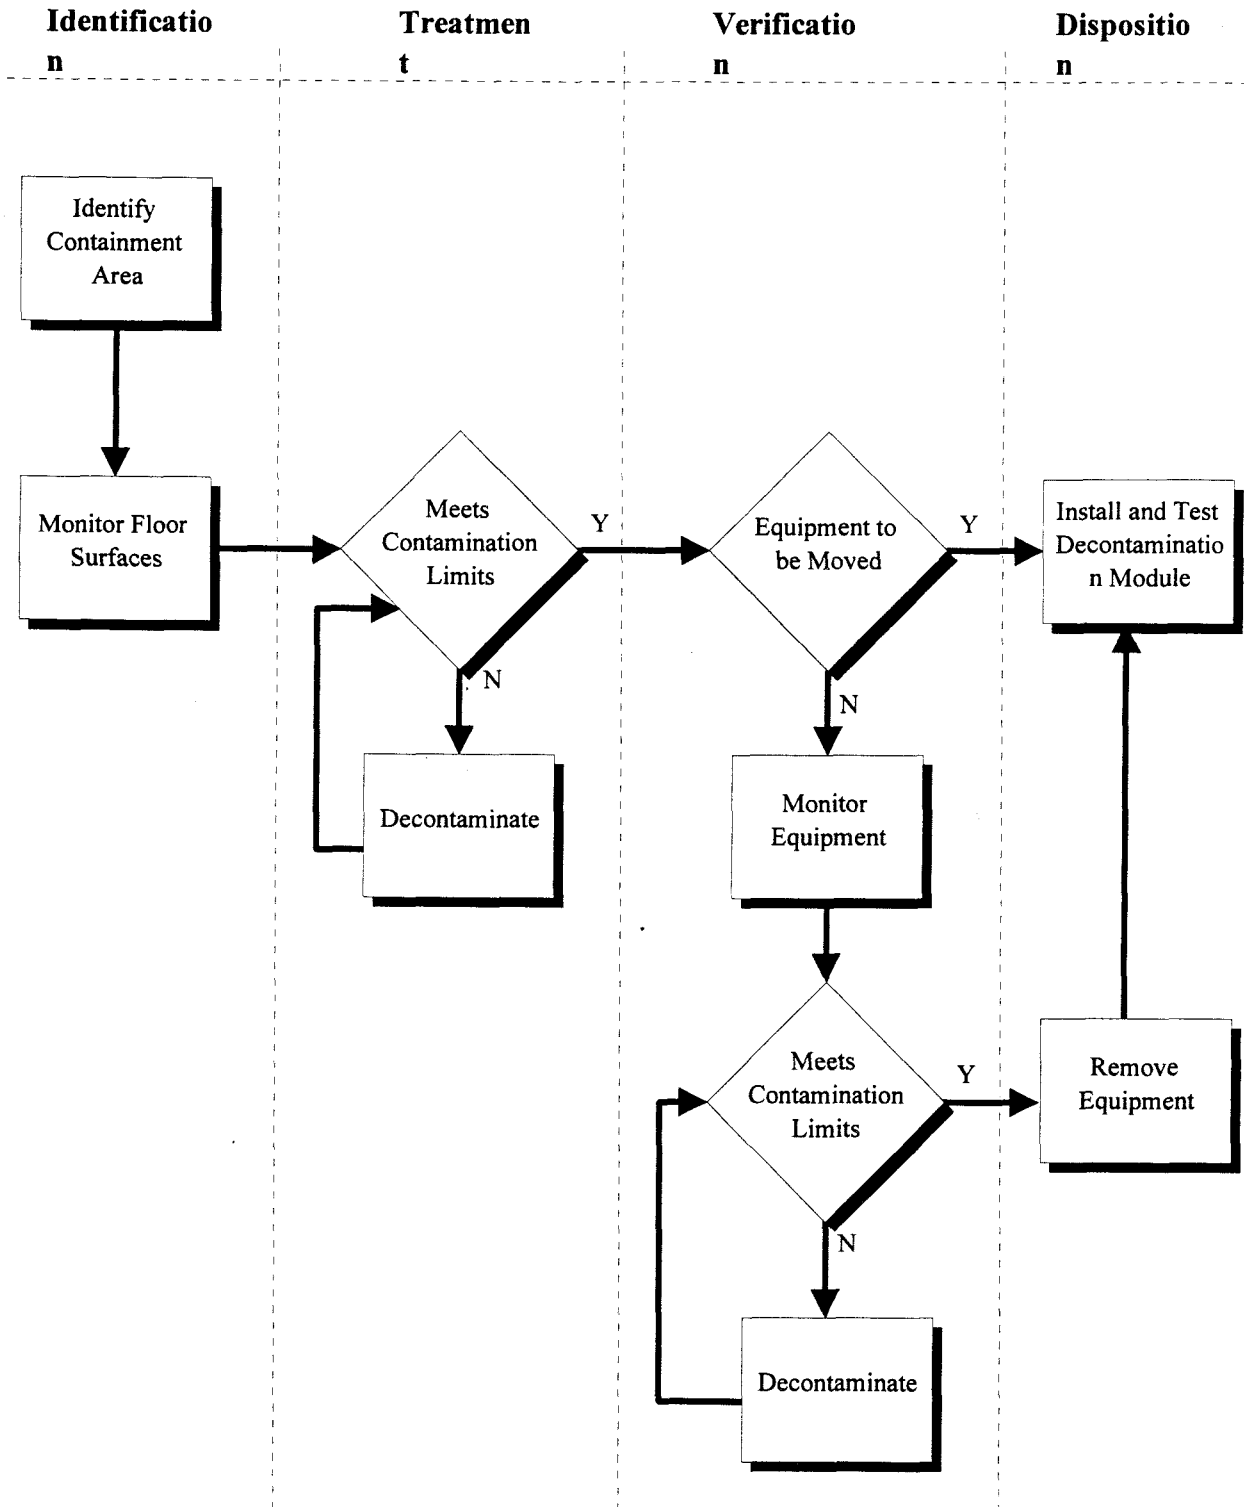 Identificatio
n
Treatmen
t
Verificatio
n
Dispositio
n
Identify
Containment
Area
Monitor Floor
Surfaces
Meets
Contamination
Limits
Y
N
Decontaminate
Equipment to
be Moved
Y
N
Monitor
Equipment
Meets
Contamination
Limits
Y
N
Decontaminate
Install and Test
Decontaminatio
n Module
Remove
Equipment